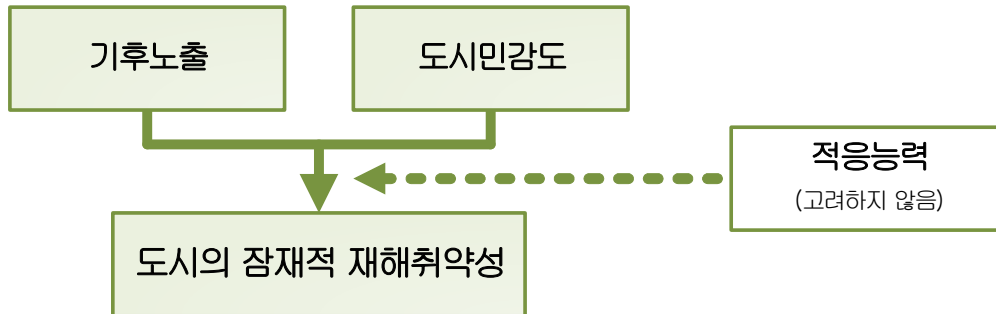 기후노출
도시민감도
적응능력
(고려하지 않음)
도시의 잠재적 재해취약성